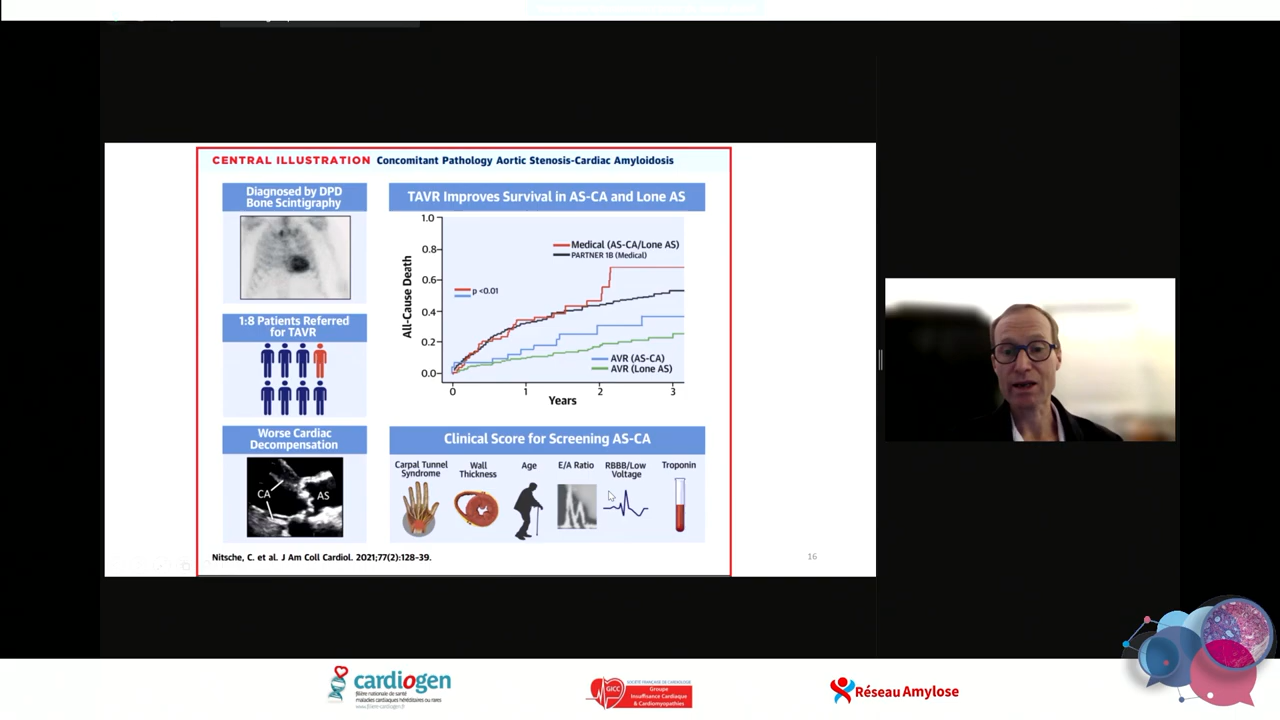 CENTRAL ILLUSTRATION Concomitant Pathology Aortic Stenosis-Cardiac Amyloidosis
Diagnosed by DPD
Bone Scintigraphy
1:8 Patients Referred
for TAVR
Worse Cardiac
Decompensation
CA
AS
TAVR Improves Survival in AS-CA and Lone AS
All-Cause Death
1.0
0.8
0.6
0.4
0.2
0.0
Medical (AS-CA/Lone AS)
PARTNER 1B (Medical)
p <0.01
AVR (AS-CA)
AVR (Lone AS)
0
1
2
3
Years
Clinical Score for Screening AS-CA
Carpal Tunnel
Syndrome
Wall
Thickness
Age
E/A Ratio
RBBB/Low
Voltage
Troponin
Nitsche, C. et al. J Am Coll Cardiol. 2021;77(2):128-39.
16
cardiogen
filière nationale de santé
maladies cardiaques héréditaires ou rares
www.filiere-cardiogen.fr
GICC
SOCIÉTÉ FRANÇAISE DE CARDIOLOGIE
Groupe
Insuffisance Cardiaque
& Cardiomyopathies
Réseau Amylose